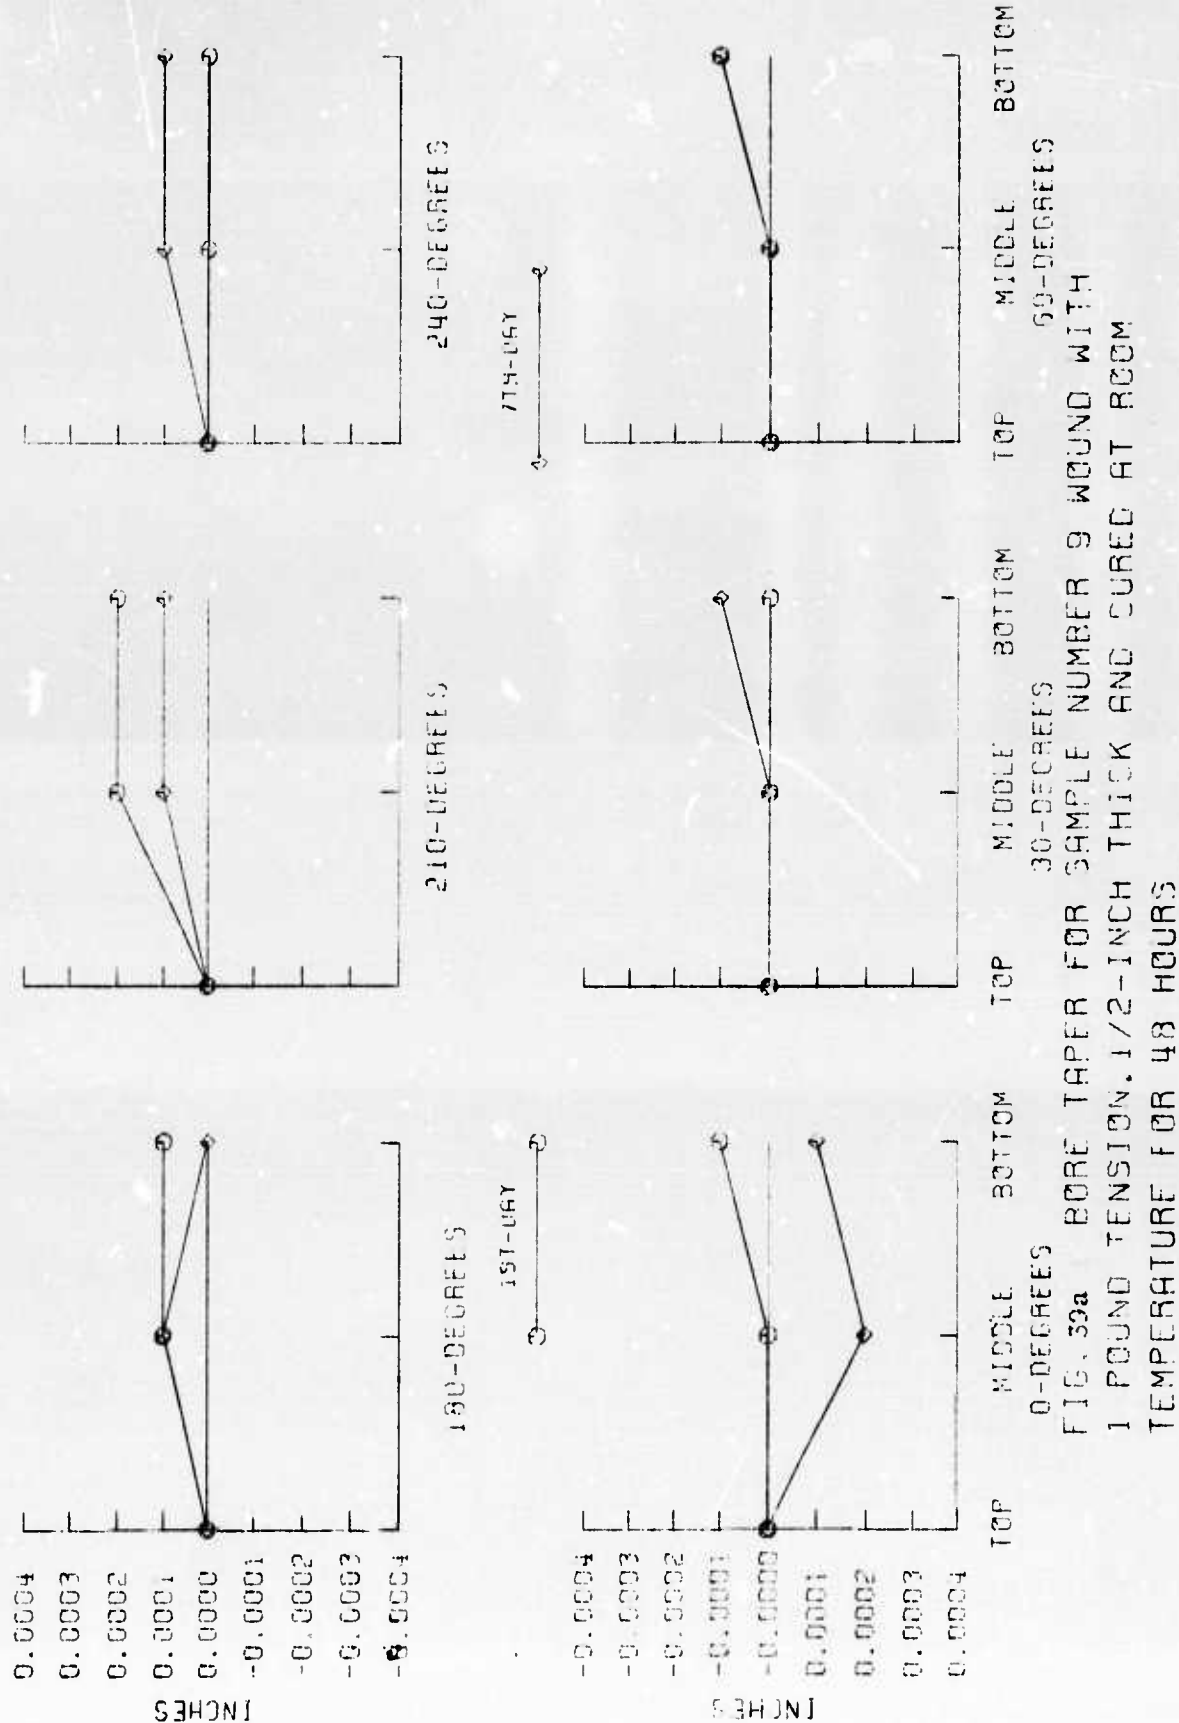 INCHES
0.0004
0.0003
0.0002
0.0001
0.0000
-0.0001
-0.0002
-0.0003
-0.0004
180-DEGREES
210-DEGREES
240-DEGREES
1ST-DAY
7TH-DAY
INCHES
-0.0004
-0.0003
-0.0002
-0.0001
-0.0000
0.0001
0.0002
0.0003
0.0004
TOP MIDDLE BOTTOM
TOP MIDDLE BOTTOM
TOP MIDDLE BOTTOM
0-DEGREES
30-DEGREES
60-DEGREES
FIG. 39a BORE TAPER FOR SAMPLE NUMBER 9 WOUND WITH
1 POUND TENSION, 1/2-INCH THICK AND CURED AT ROOM
TEMPERATURE FOR 48 HOURS